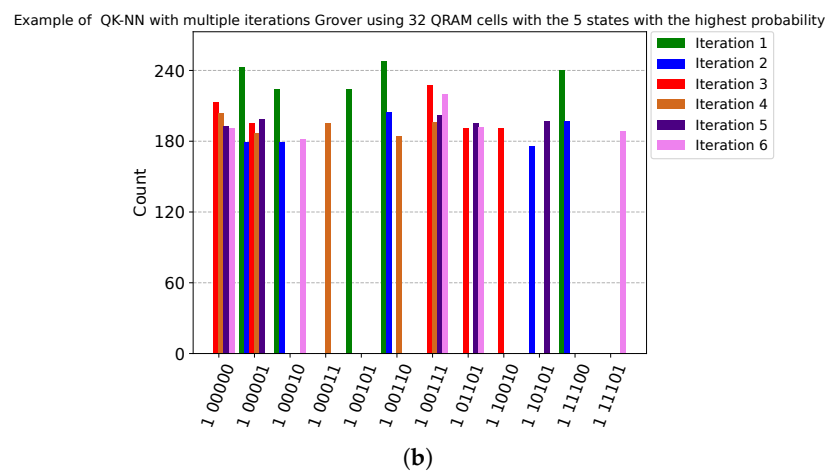 Example of  QK-NN with multiple iterations Grover using 32 QRAM cells with the 5 states with the highest probability
Iteration 1
Iteration 2
Iteration 3
Iteration 4
Iteration 5
Iteration 6
240
180
120
60
0
Count
1 00000
1 00001
1 00010
1 00011
1 00101
1 00110
1 00111
1 01101
1 10010
1 10101
1 11100
1 11101
(b)